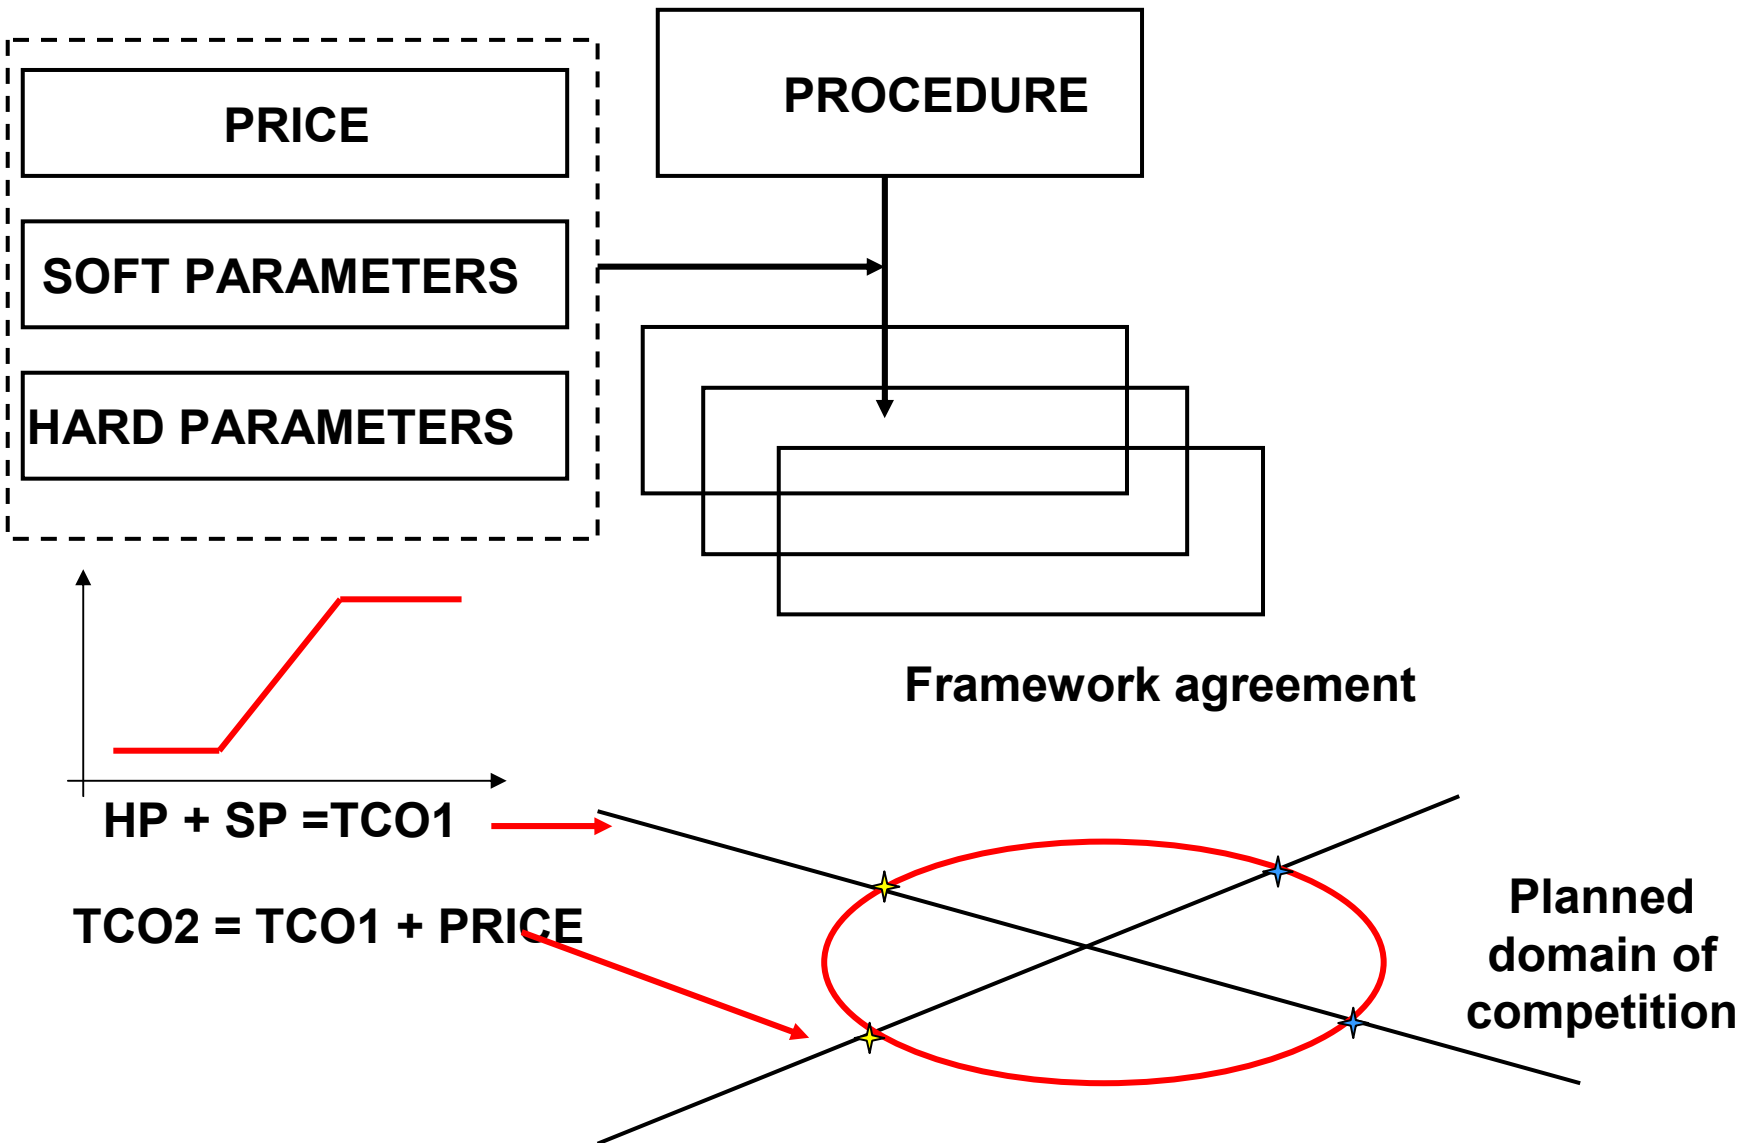 PRICE
PROCEDURE
SOFT PARAMETERS
HARD PARAMETERS
Framework agreement
HP + SP =TCO1
TCO2 = TCO1 + PRICE
Planned
domain of
competition